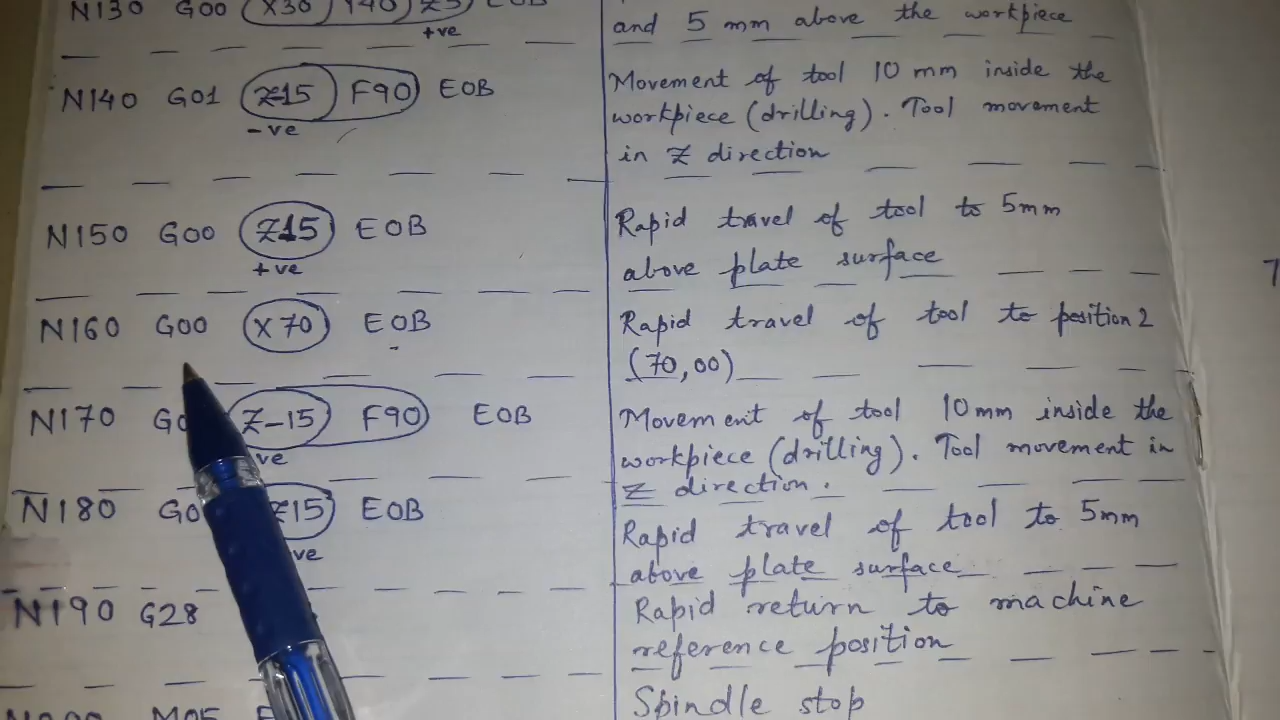 N130 G00 X30 Y40 Z5 EOB
+ve
and 5 mm above the workpiece
N140 G01 Z-15 F90 EOB
-ve
Movement of tool 10 mm inside the
workpiece (drilling). Tool movement
in Z direction
N150 G00 Z15 EOB
+ve
Rapid travel of tool to 5mm
above plate surface
N160 G00 X70 EOB
Rapid travel of tool to position 2
(70,00)
N170 Z-15 F90 EOB
ve
Movement of tool 10mm inside the
workpiece (drilling). Tool movement in
Z direction.
N180 Z15 EOB
ve
Rapid travel of tool to 5mm
above plate surface
N190 G28
Rapid return to machine
reference position
M05
Spindle stop